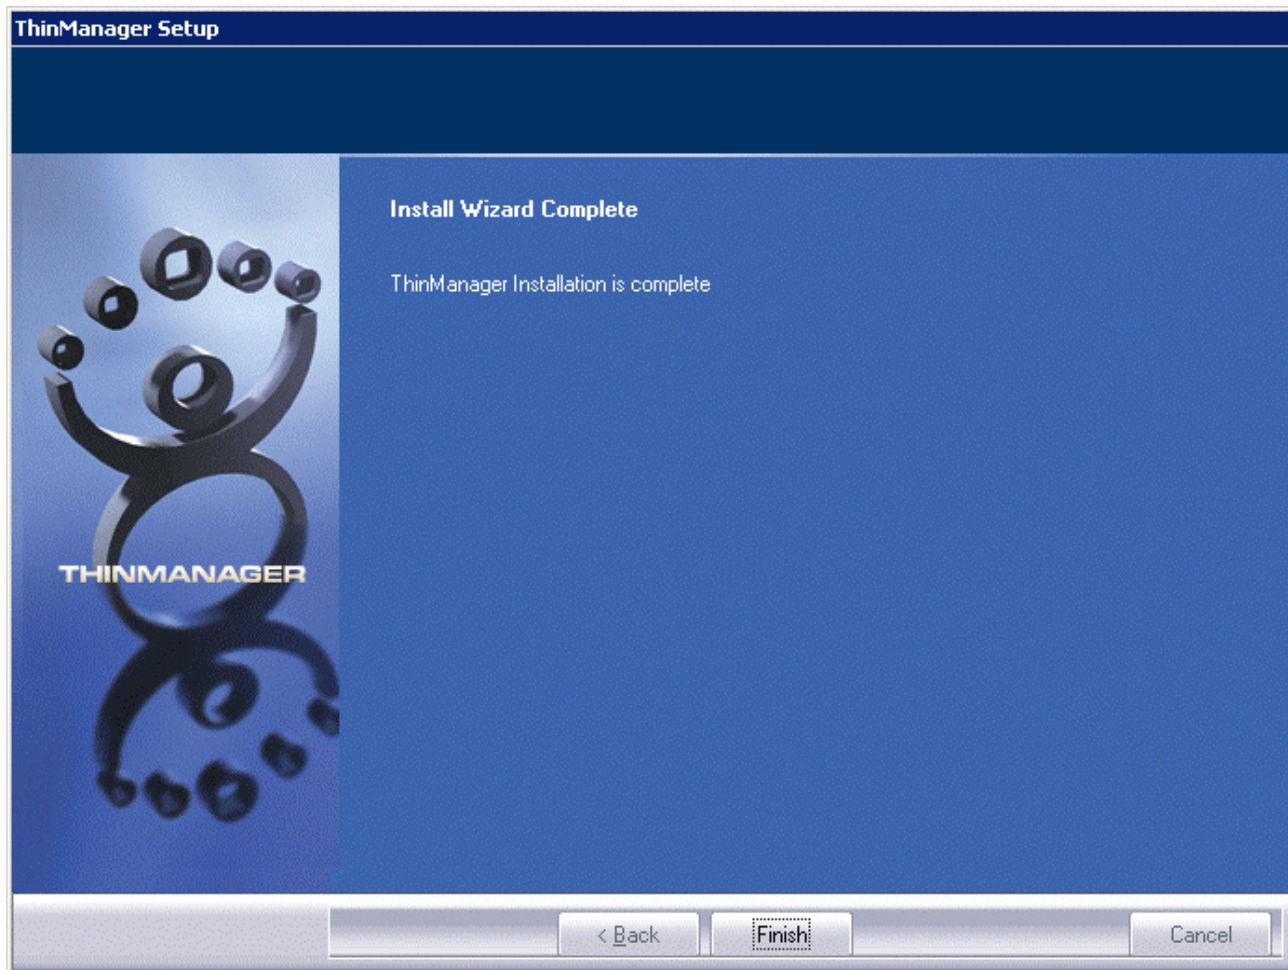 ThinManager Setup
Install Wizard Complete
ThinManager Installation is complete
THINMANAGER
< Back
Finish
Cancel